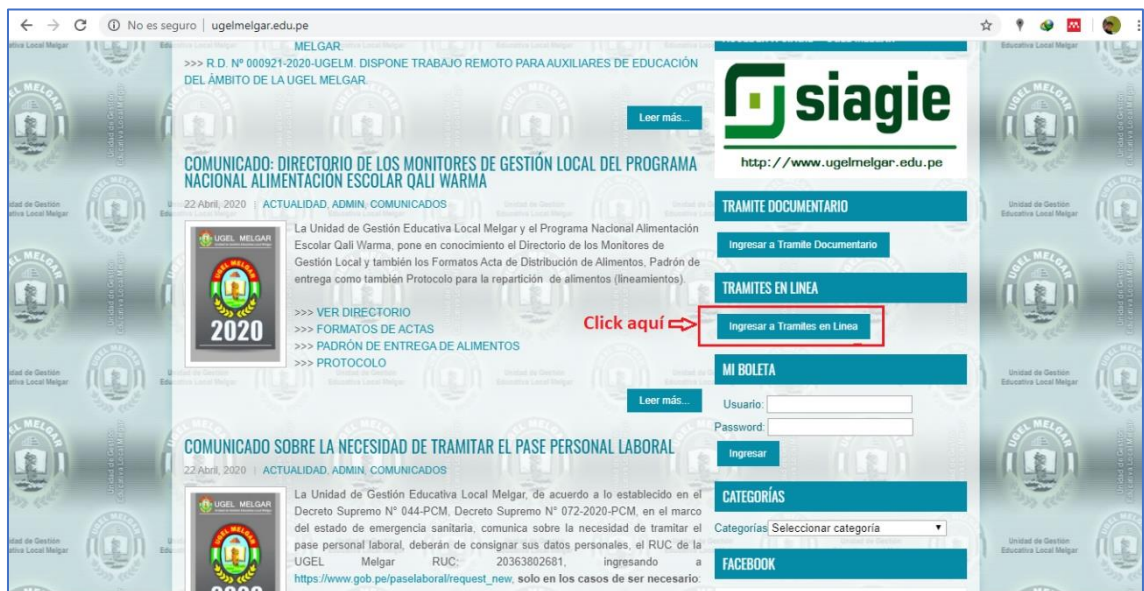 No es seguro | ugelmelgar.edu.pe
MELGAR.
>>> R.D. Nº 000921-2020-UGELM. DISPONE TRABAJO REMOTO PARA AUXILIARES DE EDUCACIÓN
DEL ÁMBITO DE LA UGEL MELGAR.
Leer más...
COMUNICADO: DIRECTORIO DE LOS MONITORES DE GESTIÓN LOCAL DEL PROGRAMA
NACIONAL ALIMENTACIÓN ESCOLAR QALI WARMA
22 Abril, 2020 | ACTUALIDAD, ADMIN, COMUNICADOS
UGEL MELGAR
2020
La Unidad de Gestión Educativa Local Melgar y el Programa Nacional Alimentación
Escolar Qali Warma, pone en conocimiento el Directorio de los Monitores de
Gestión Local y también los Formatos Acta de Distribución de Alimentos, Padrón de
entrega como también Protocolo para la repartición de alimentos (lineamientos).
>>> VER DIRECTORIO
>>> FORMATOS DE ACTAS
>>> PADRÓN DE ENTREGA DE ALIMENTOS
>>> PROTOCOLO
Click aquí
Leer más...
COMUNICADO SOBRE LA NECESIDAD DE TRAMITAR EL PASE PERSONAL LABORAL
22 Abril, 2020 | ACTUALIDAD, ADMIN, COMUNICADOS
UGEL MELGAR
La Unidad de Gestión Educativa Local Melgar, de acuerdo a lo establecido en el
Decreto Supremo N° 044-PCM, Decreto Supremo N° 072-2020-PCM, en el marco
del estado de emergencia sanitaria, comunica sobre la necesidad de tramitar el
pase personal laboral, deberán de consignar sus datos personales, el RUC de la
UGEL Melgar RUC: 20363802681, ingresando a
https://www.gob.pe/paselaboral/request_new, solo en los casos de ser necesario:
siagie
http://www.ugelmelgar.edu.pe
TRAMITE DOCUMENTARIO
Ingresar a Tramite Documentario
TRAMITES EN LINEA
Ingresar a Tramites en Linea
MI BOLETA
Usuario:
Password:
Ingresar
CATEGORÍAS
Categorías Seleccionar categoría
FACEBOOK